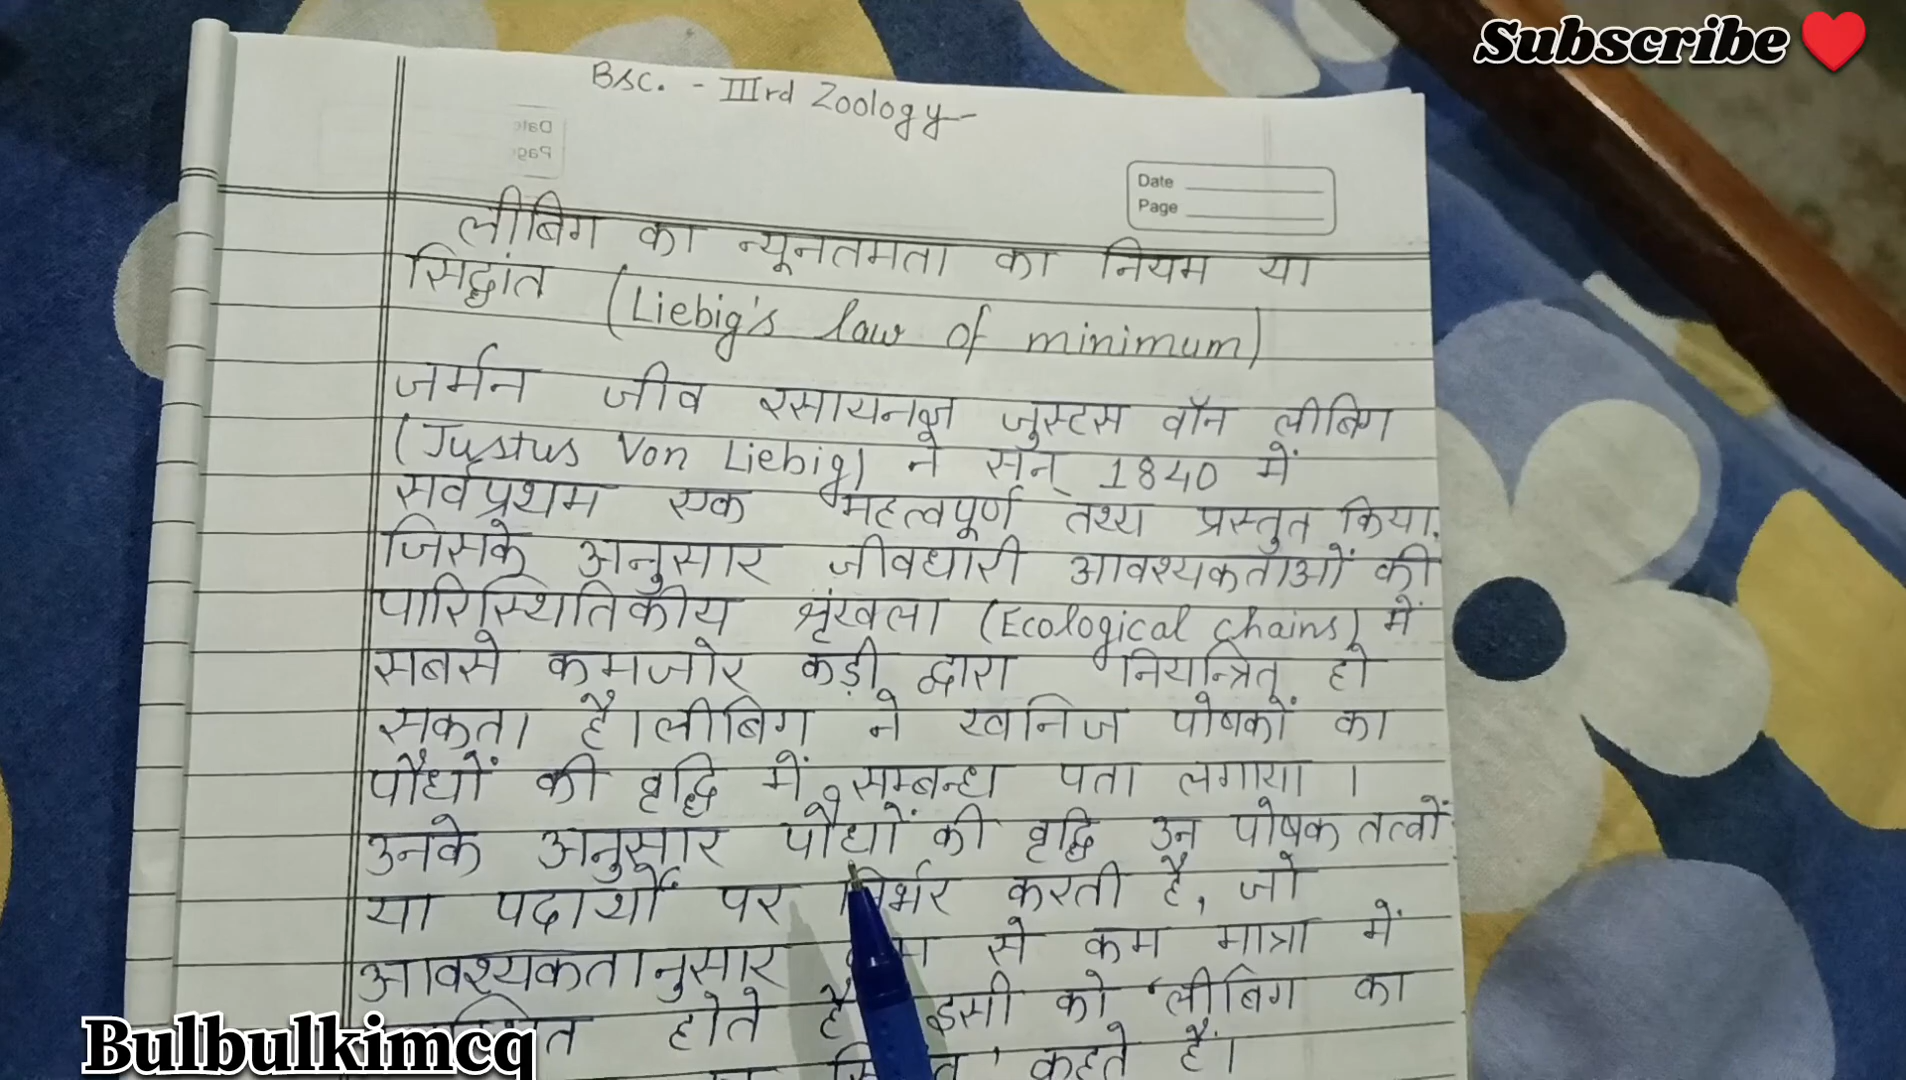 Subscribe
BSC. - IIIrd Zoology
Date
Page
Date
Page
लीबिग का न्यूनतमता का नियम या
सिद्धांत (Liebig's law of minimum)
जर्मन जीव रसायनज्ञ जुस्टस वॉन लीबिग
(Justus Von Liebig) ने सन् 1840 में
सर्वप्रथम एक महत्वपूर्ण तथ्य प्रस्तुत किया.
जिसके अनुसार जीवधारी आवश्यकताओं की
पारिस्थितिकीय श्रृंखला (Ecological chains) में
सबसे कमजोर कड़ी द्वारा नियन्त्रित हो
सकता है। लीबिग ने खनिज पोषकों का
पौधों की वृद्धि में सम्बन्ध पता लगाया ।
उनके अनुसार पौधों की वृद्धि उन पोषक तत्वों
या पदार्थों पर निर्भर करती है, जो
आवश्यकतानुसार से कम मात्रा में
होते है इसी को 'लीबिग का
कहते हैं।
Bulbulkimcq